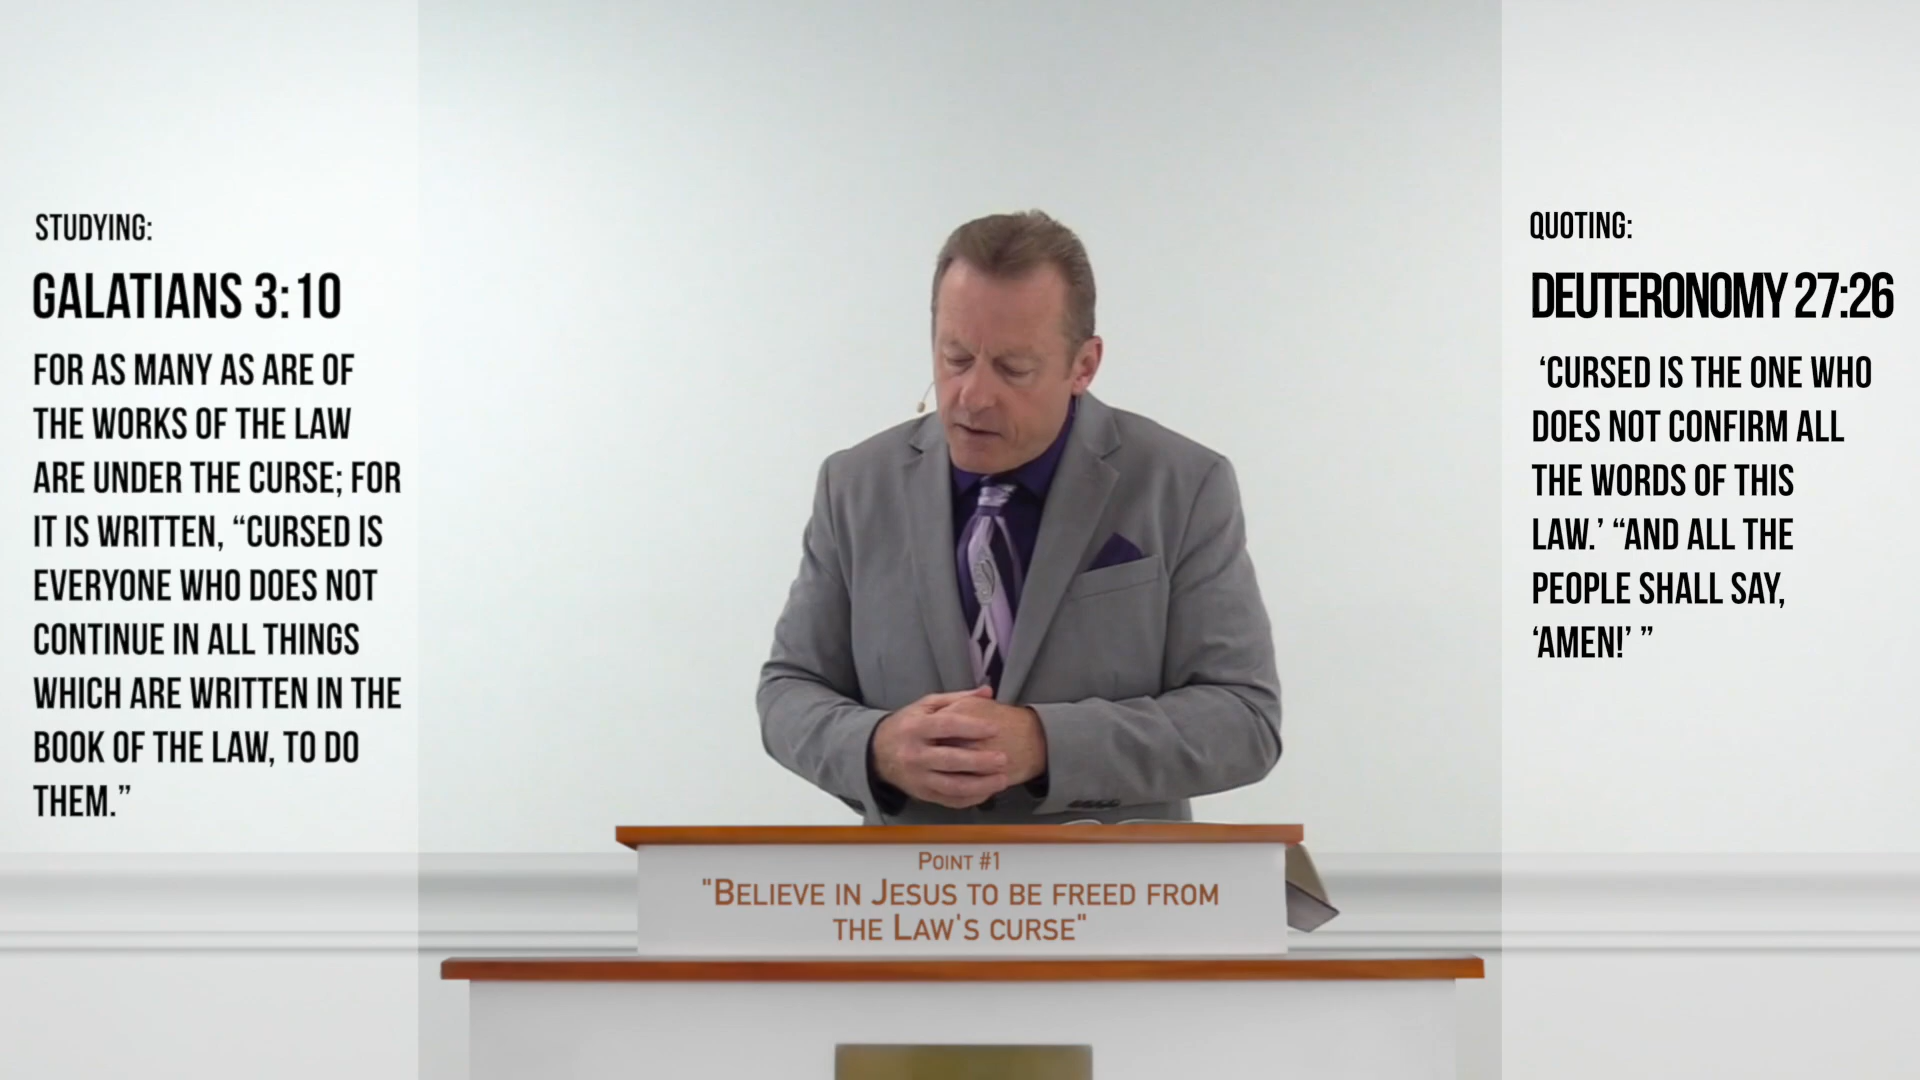 STUDYING:
GALATIANS 3:10
FOR AS MANY AS ARE OF
THE WORKS OF THE LAW
ARE UNDER THE CURSE; FOR
IT IS WRITTEN, “CURSED IS
EVERYONE WHO DOES NOT
CONTINUE IN ALL THINGS
WHICH ARE WRITTEN IN THE
BOOK OF THE LAW, TO DO
THEM.”
QUOTING:
DEUTERONOMY 27:26
‘CURSED IS THE ONE WHO
DOES NOT CONFIRM ALL
THE WORDS OF THIS
LAW.’ “AND ALL THE
PEOPLE SHALL SAY,
‘AMEN!’ ”
POINT #1
"BELIEVE IN JESUS TO BE FREED FROM
THE LAW'S CURSE"